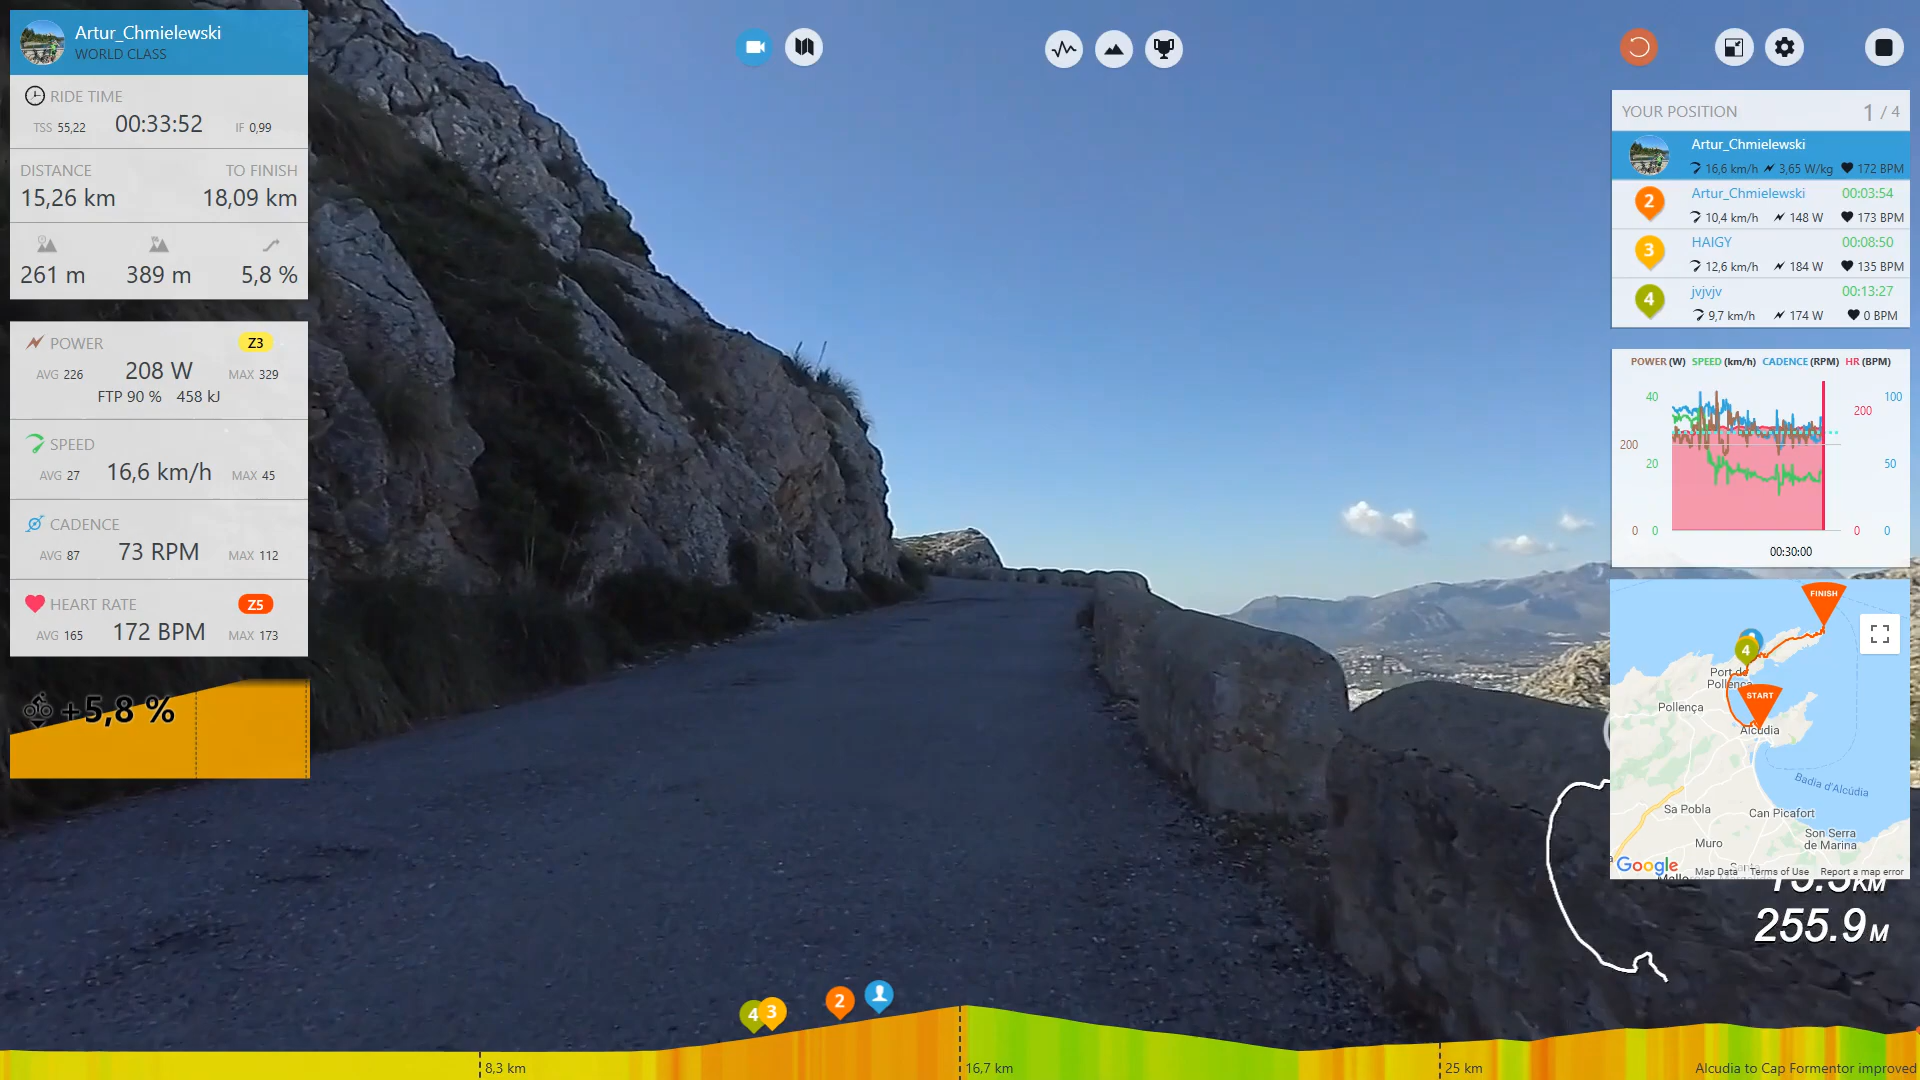 Artur_Chmielewski
WORLD CLASS
RIDE TIME
TSS 55,22 00:33:52 IF 0,99
DISTANCE TO FINISH
15,26 km 18,09 km
261 m 389 m 5,8 %
POWER Z3
AVG 226 208 W MAX 329
FTP 90 % 458 kJ
SPEED
AVG 27 16,6 km/h MAX 45
CADENCE
AVG 87 73 RPM MAX 112
HEART RATE Z5
AVG 165 172 BPM MAX 173
+5,8 %
YOUR POSITION 1 / 4
Artur_Chmielewski
16,6 km/h 3,65 W/kg 172 BPM
2 Artur_Chmielewski 00:03:54
10,4 km/h 148 W 173 BPM
3 HAIGY 00:08:50
12,6 km/h 184 W 135 BPM
4 jvjvjv 00:13:27
9,7 km/h 174 W 0 BPM
POWER (W) SPEED (km/h) CADENCE (RPM) HR (BPM)
40 100
200
200
20 50
0 0 0 0
00:30:00
FINISH
4
Port de
Pollença
START
Pollença
Alcúdia
Badia d'Alcúdia
Sa Pobla
Can Picafort
Son Serra
de Marina
Muro
Google
Map Data Terms of Use Report a map error
KM
255.9 M
4 3 2
8,3 km 16,7 km 25 km
Alcudia to Cap Formentor improved